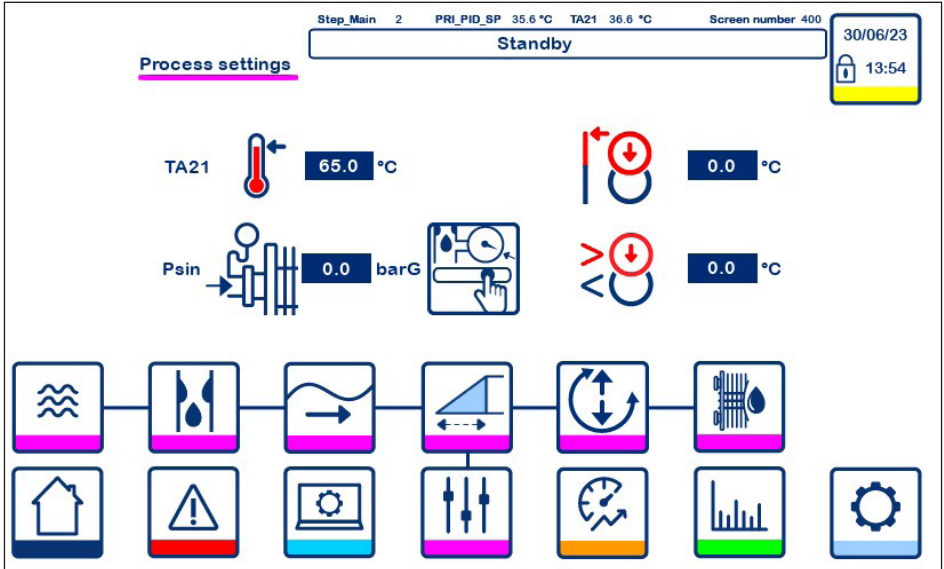 Step_Main 2 PRI_PID_SP 35.6 °C TA21 36.6 °C Screen number 400
Standby
30/06/23
13:54
Process settings
TA21 65.0 °C
0.0 °C
Psin 0.0 barG
0.0 °C